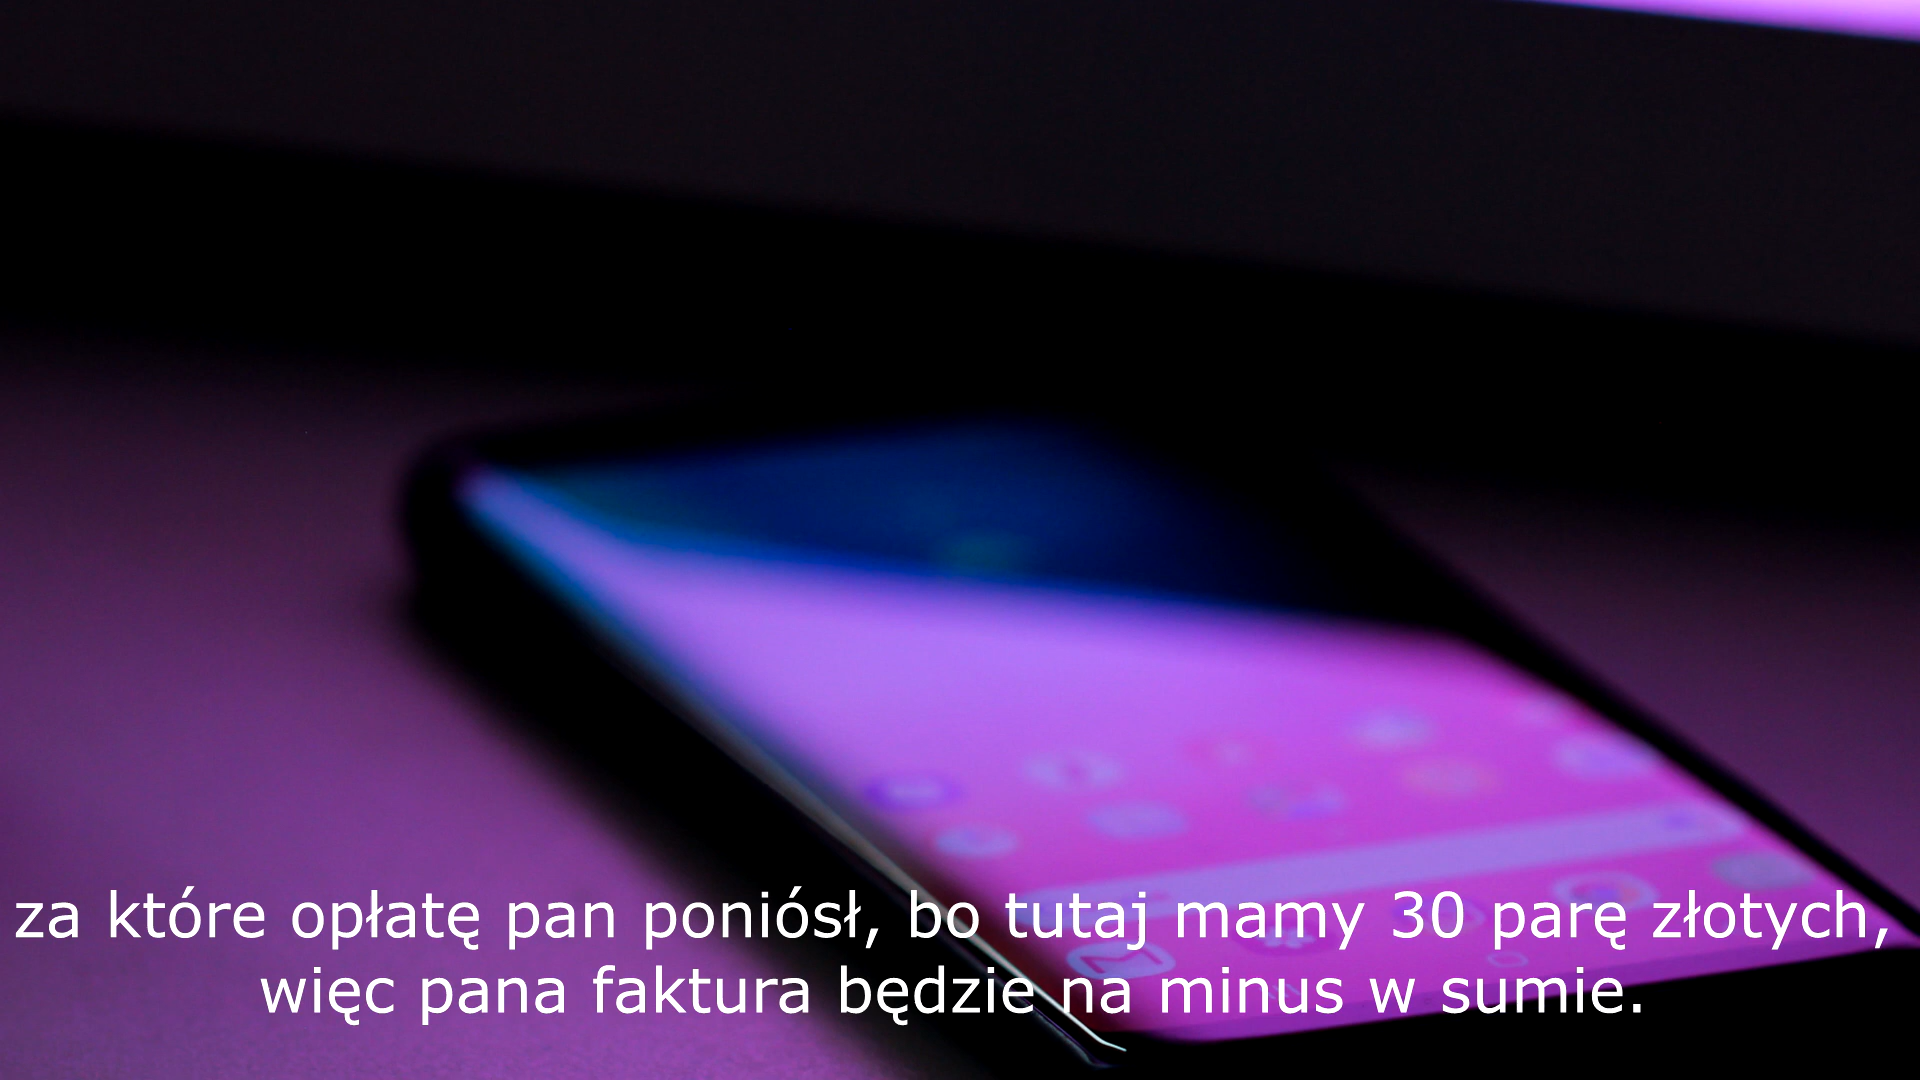 za które opłatę pan poniósł, bo tutaj mamy 30 parę złotych,
więc pana faktura będzie na minus w sumie.